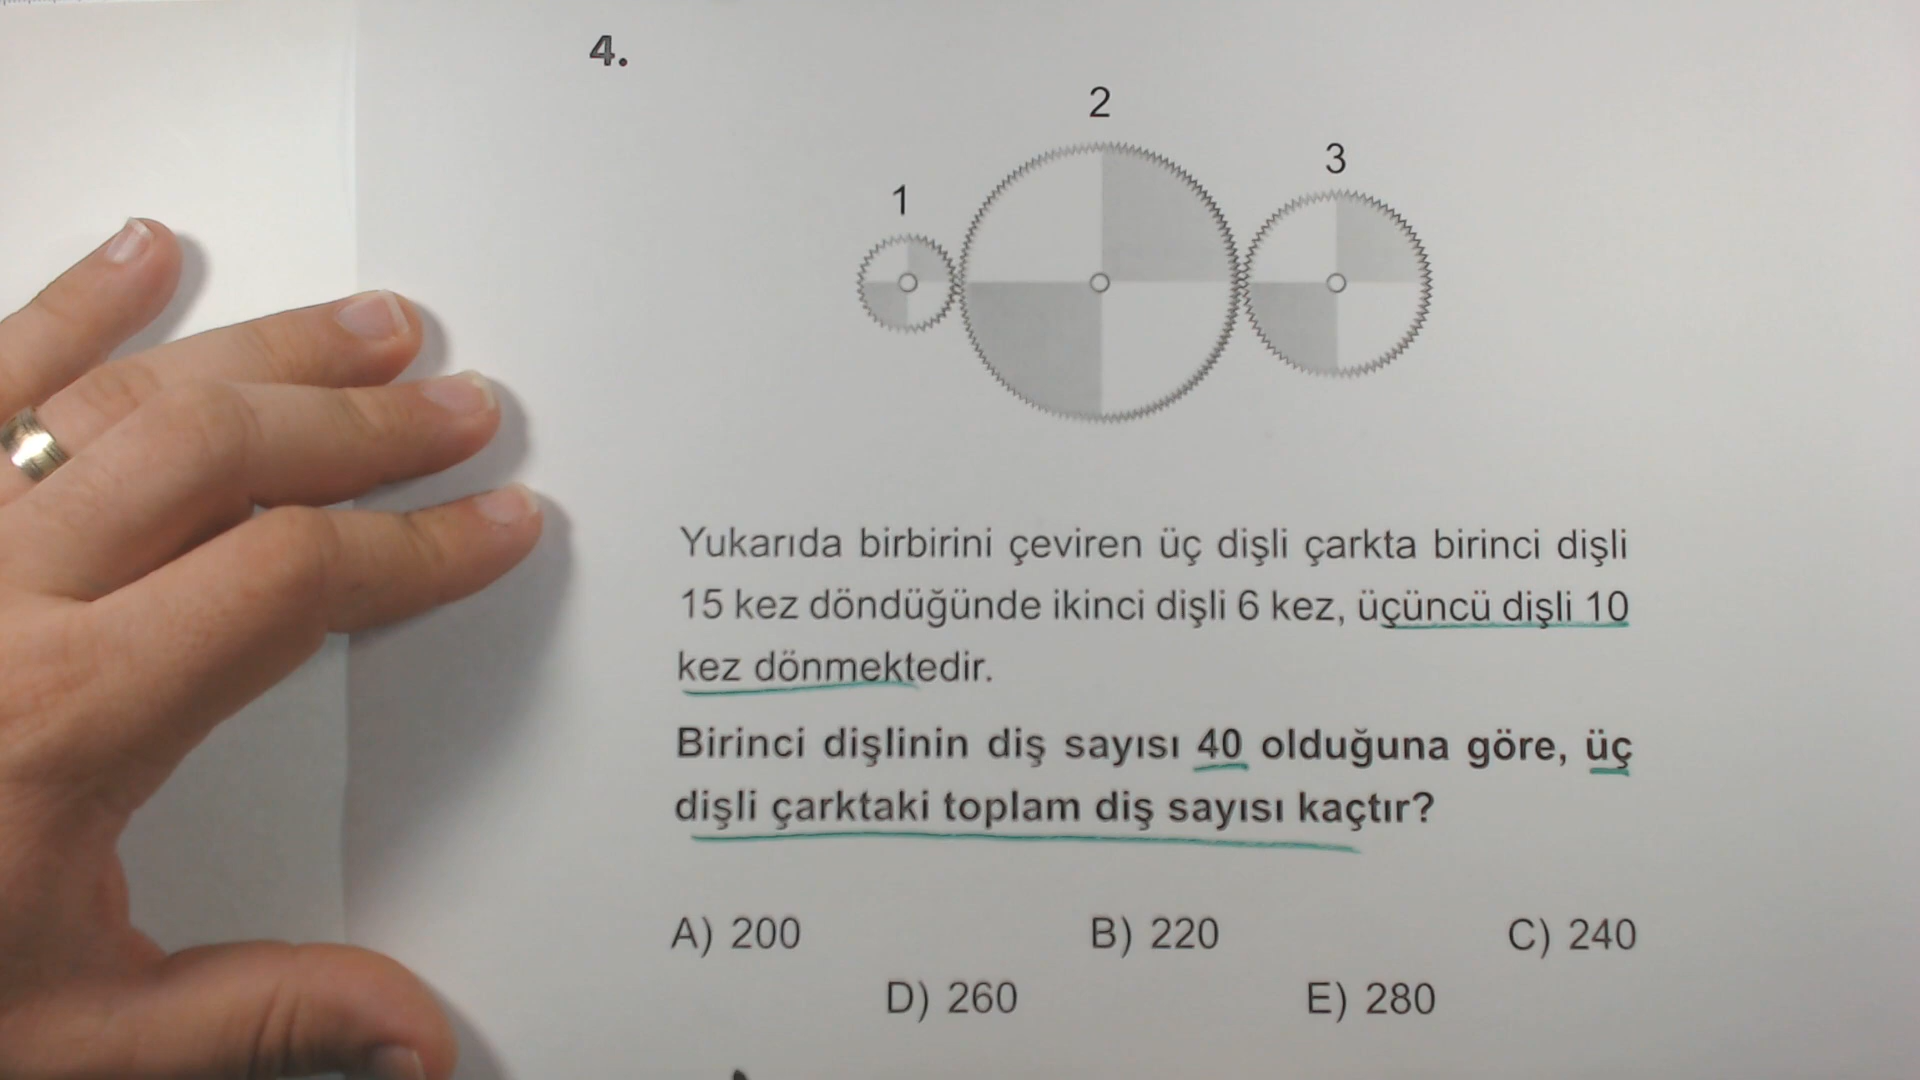 4.
2
3
1
Yukarıda birbirini çeviren üç dişli çarkta birinci dişli
15 kez döndüğünde ikinci dişli 6 kez, üçüncü dişli 10
kez dönmektedir.
Birinci dişlinin diş sayısı 40 olduğuna göre, üç
dişli çarktaki toplam diş sayısı kaçtır?
A) 200 B) 220 C) 240
D) 260 E) 280